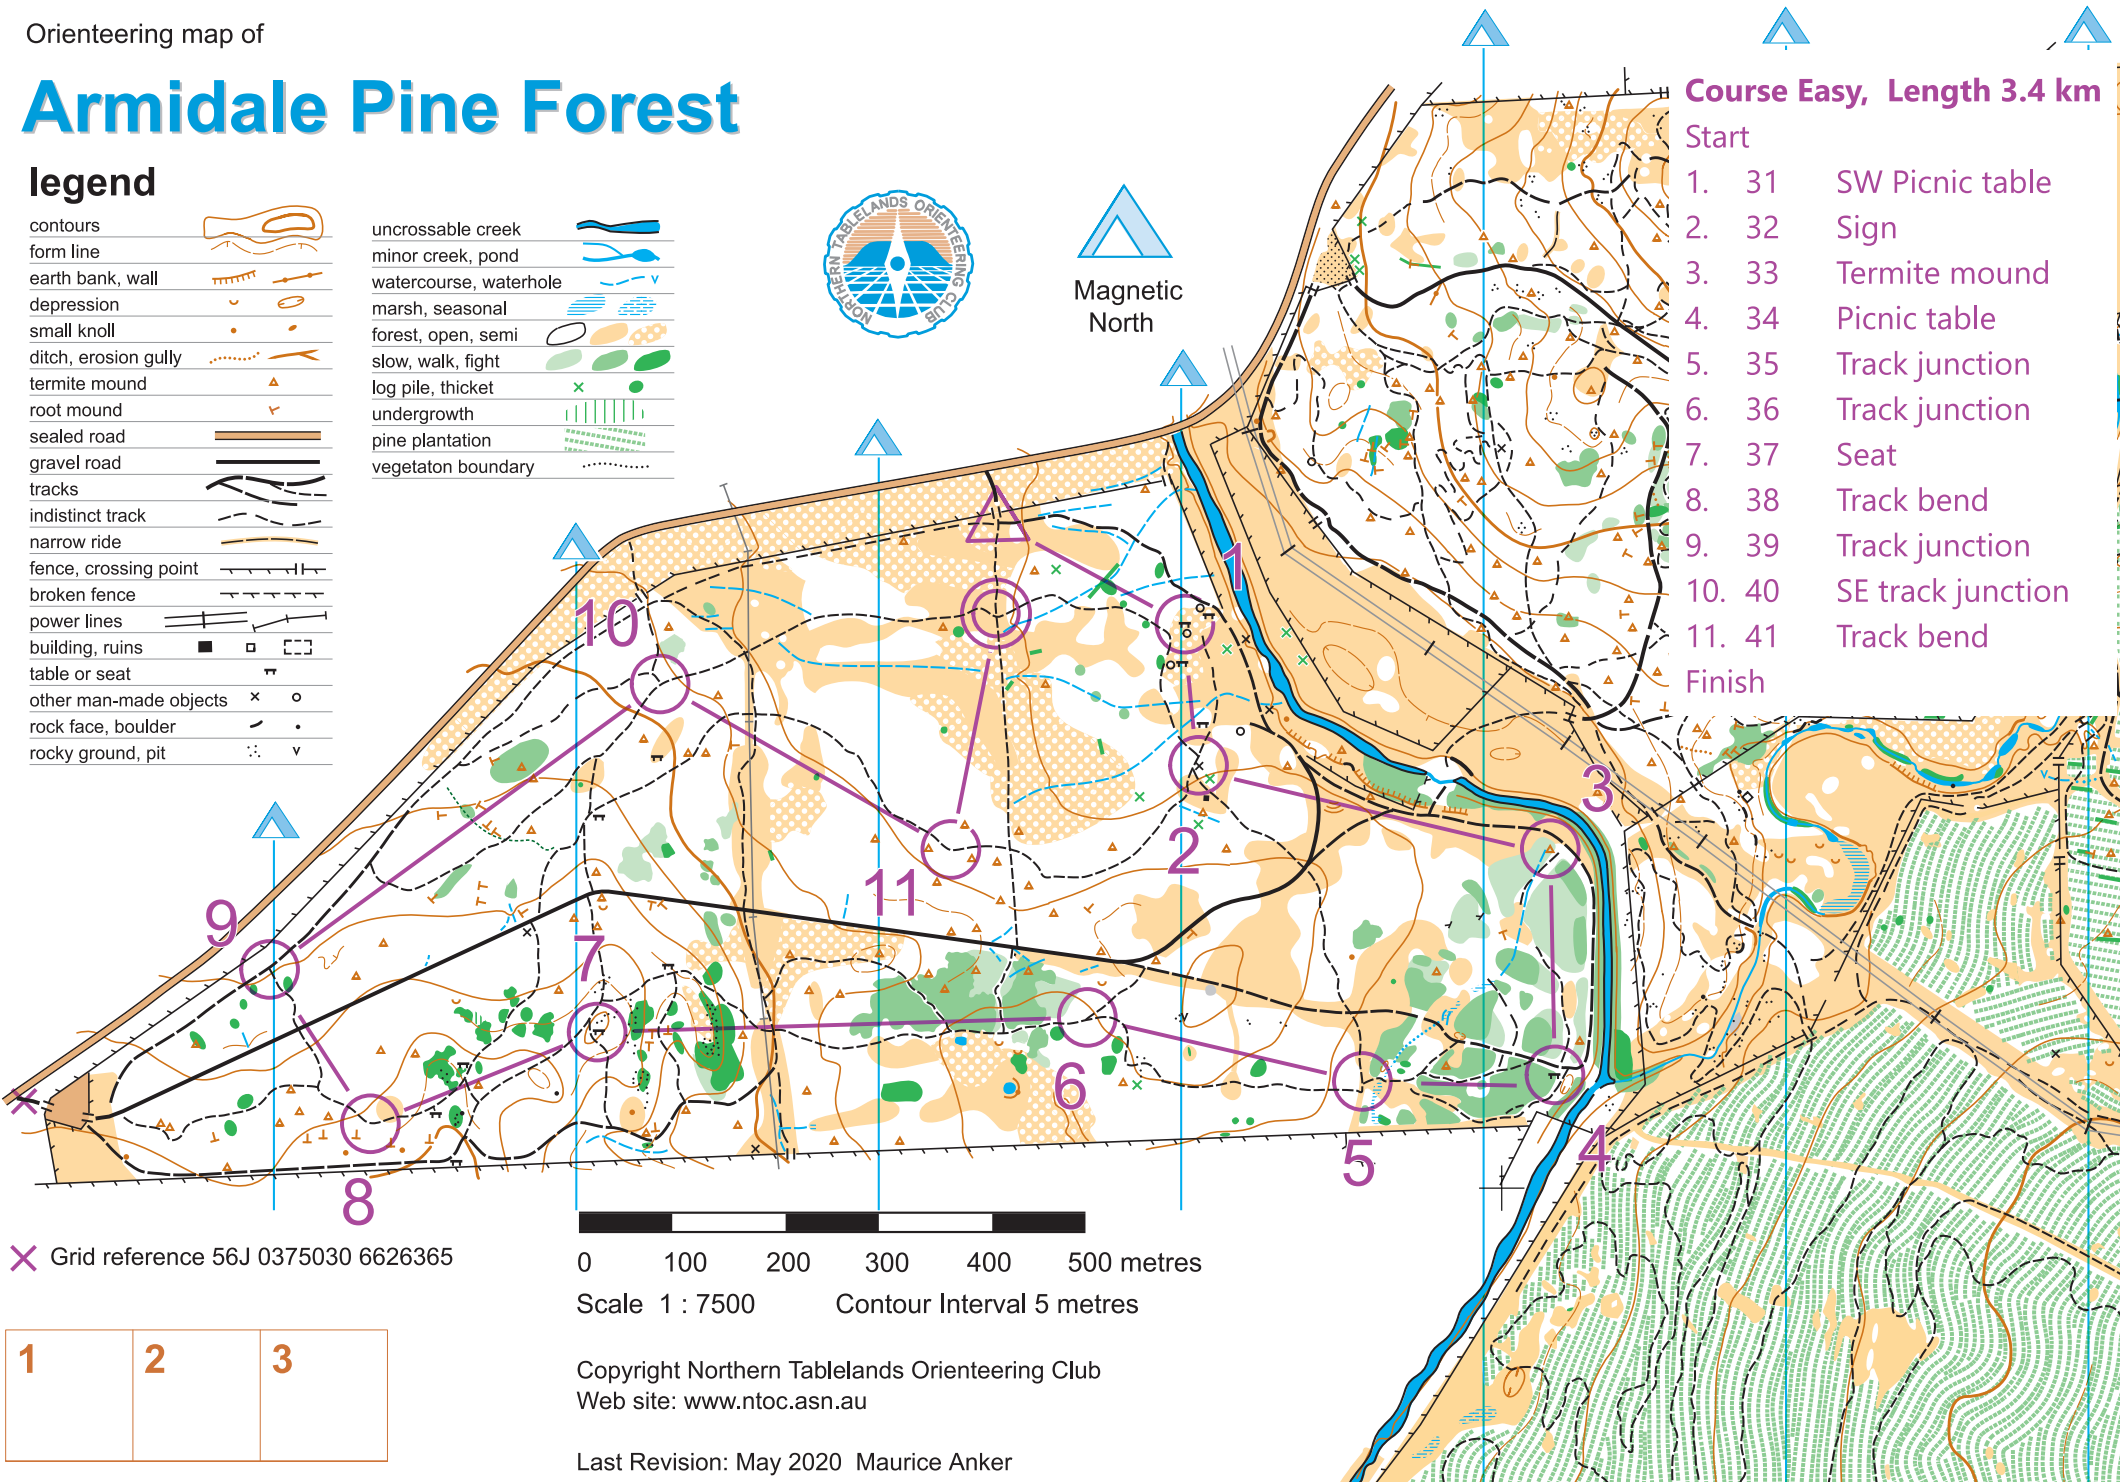 Orienteering map of
Armidale Pine Forest
legend
contours
form line
earth bank, wall
depression
small knoll
ditch, erosion gully
termite mound
root mound
sealed road
gravel road
tracks
indistinct track
narrow ride
fence, crossing point
broken fence
power lines
building, ruins
table or seat
other man-made objects
rock face, boulder
rocky ground, pit
uncrossable creek
minor creek, pond
watercourse, waterhole
marsh, seasonal
forest, open, semi
slow, walk, fight
log pile, thicket
undergrowth
pine plantation
vegetaton boundary
NORTHERN TABLELANDS ORIENTEERING CLUB
Magnetic
North
Course Easy, Length 3.4 km
Start
1. 31 SW Picnic table
2. 32 Sign
3. 33 Termite mound
4. 34 Picnic table
5. 35 Track junction
6. 36 Track junction
7. 37 Seat
8. 38 Track bend
9. 39 Track junction
10. 40 SE track junction
11. 41 Track bend
Finish
1
10
3
2
11
9
7
6
5
4
8
Grid reference 56J 0375030 6626365
0 100 200 300 400 500 metres
Scale 1 : 7500 Contour Interval 5 metres
1 2 3
Copyright Northern Tablelands Orienteering Club
Web site: www.ntoc.asn.au
Last Revision: May 2020 Maurice Anker